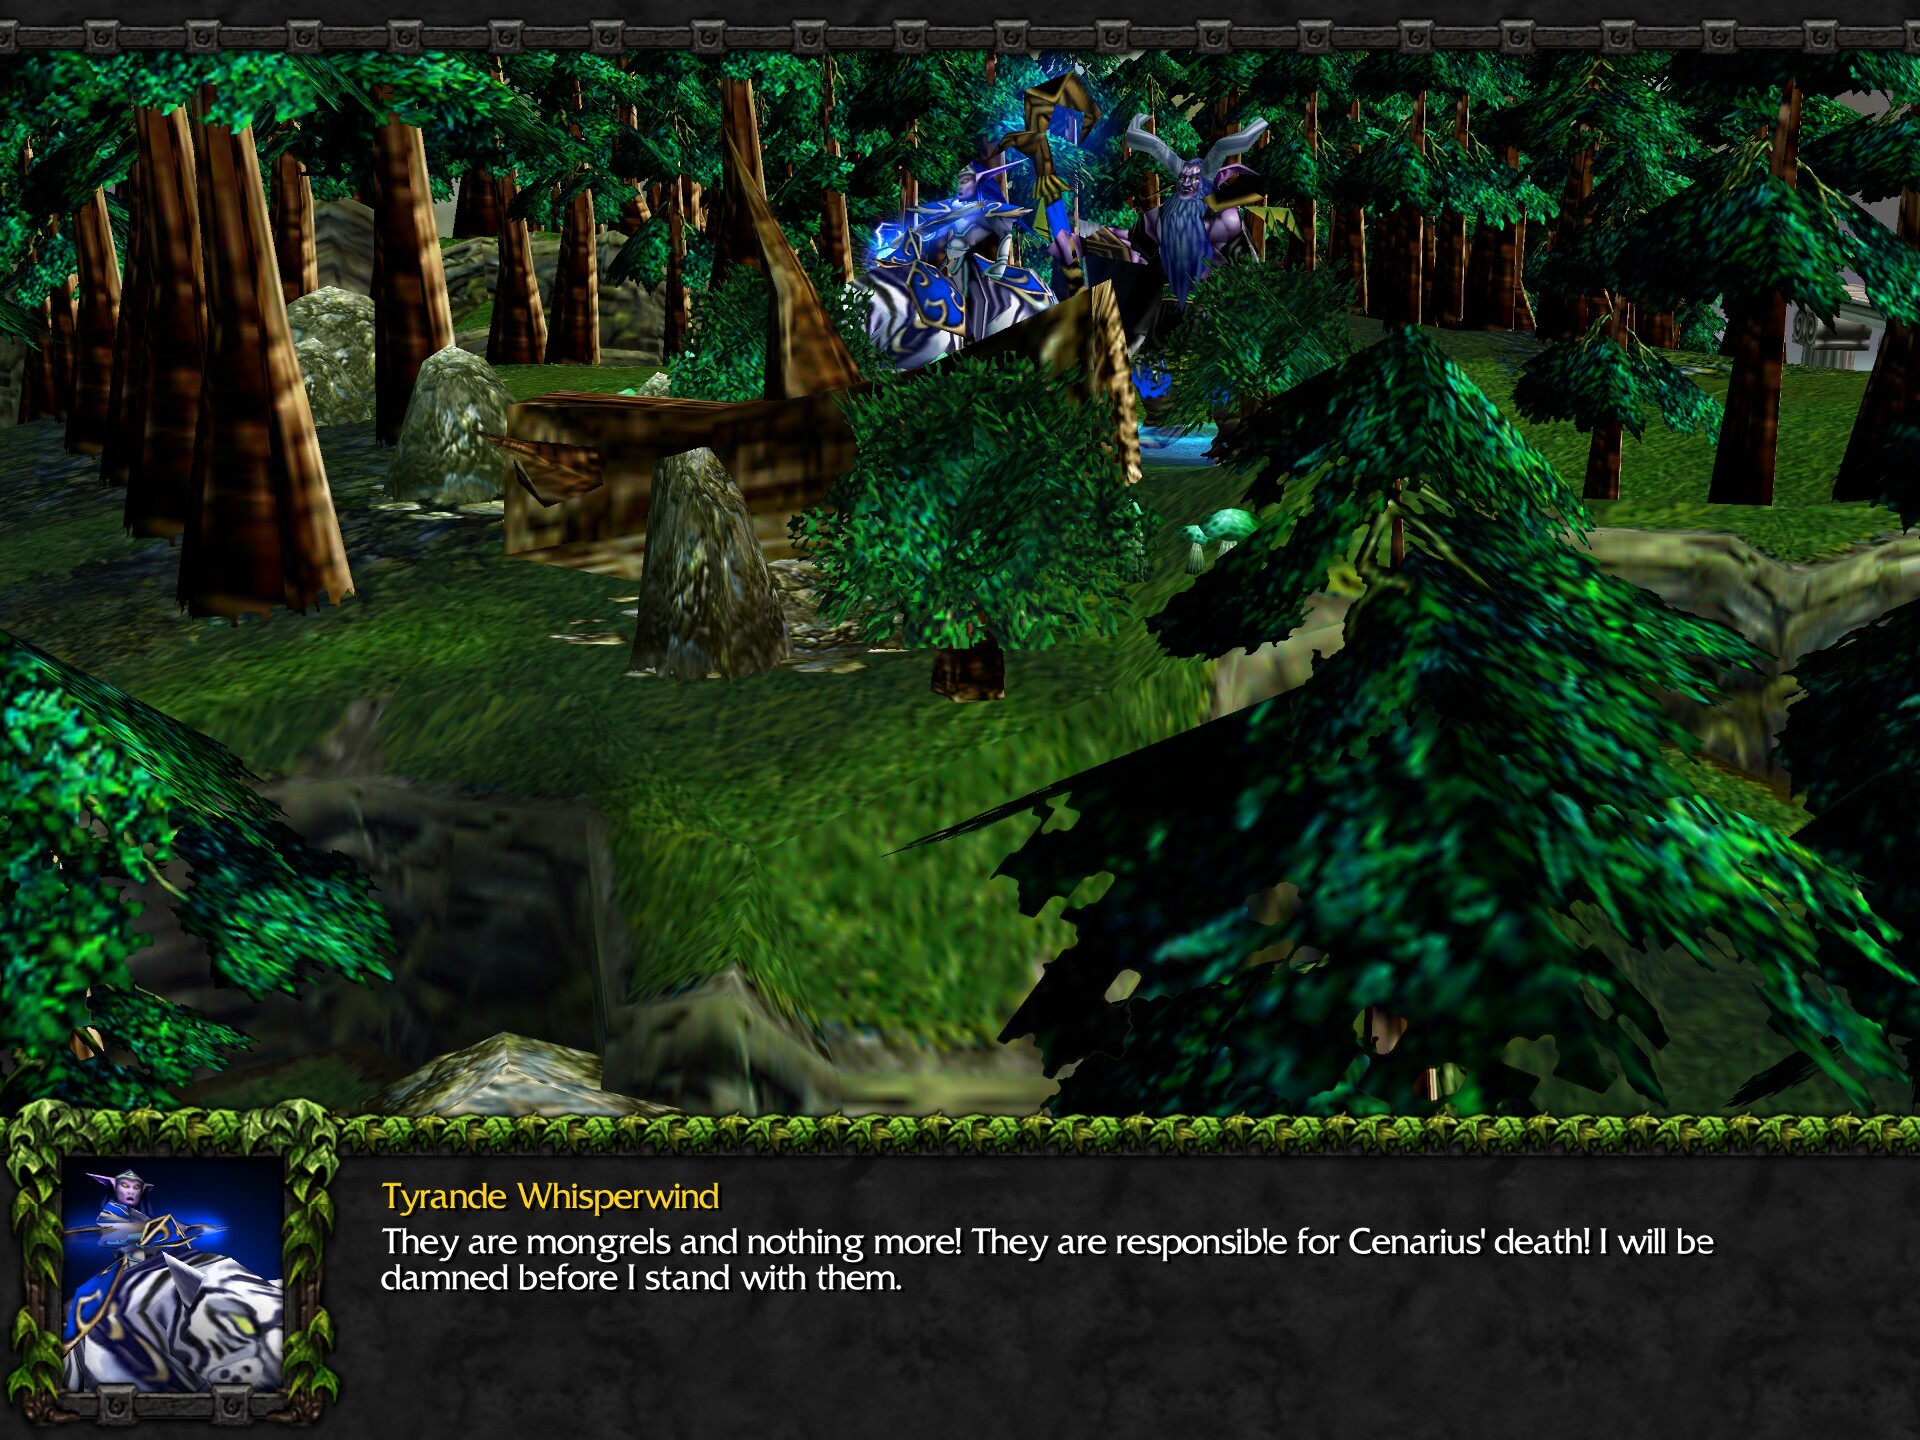 Tyrande Whisperwind
They are mongrels and nothing more! They are responsible for Cenarius' death! I will be
damned before I stand with them.